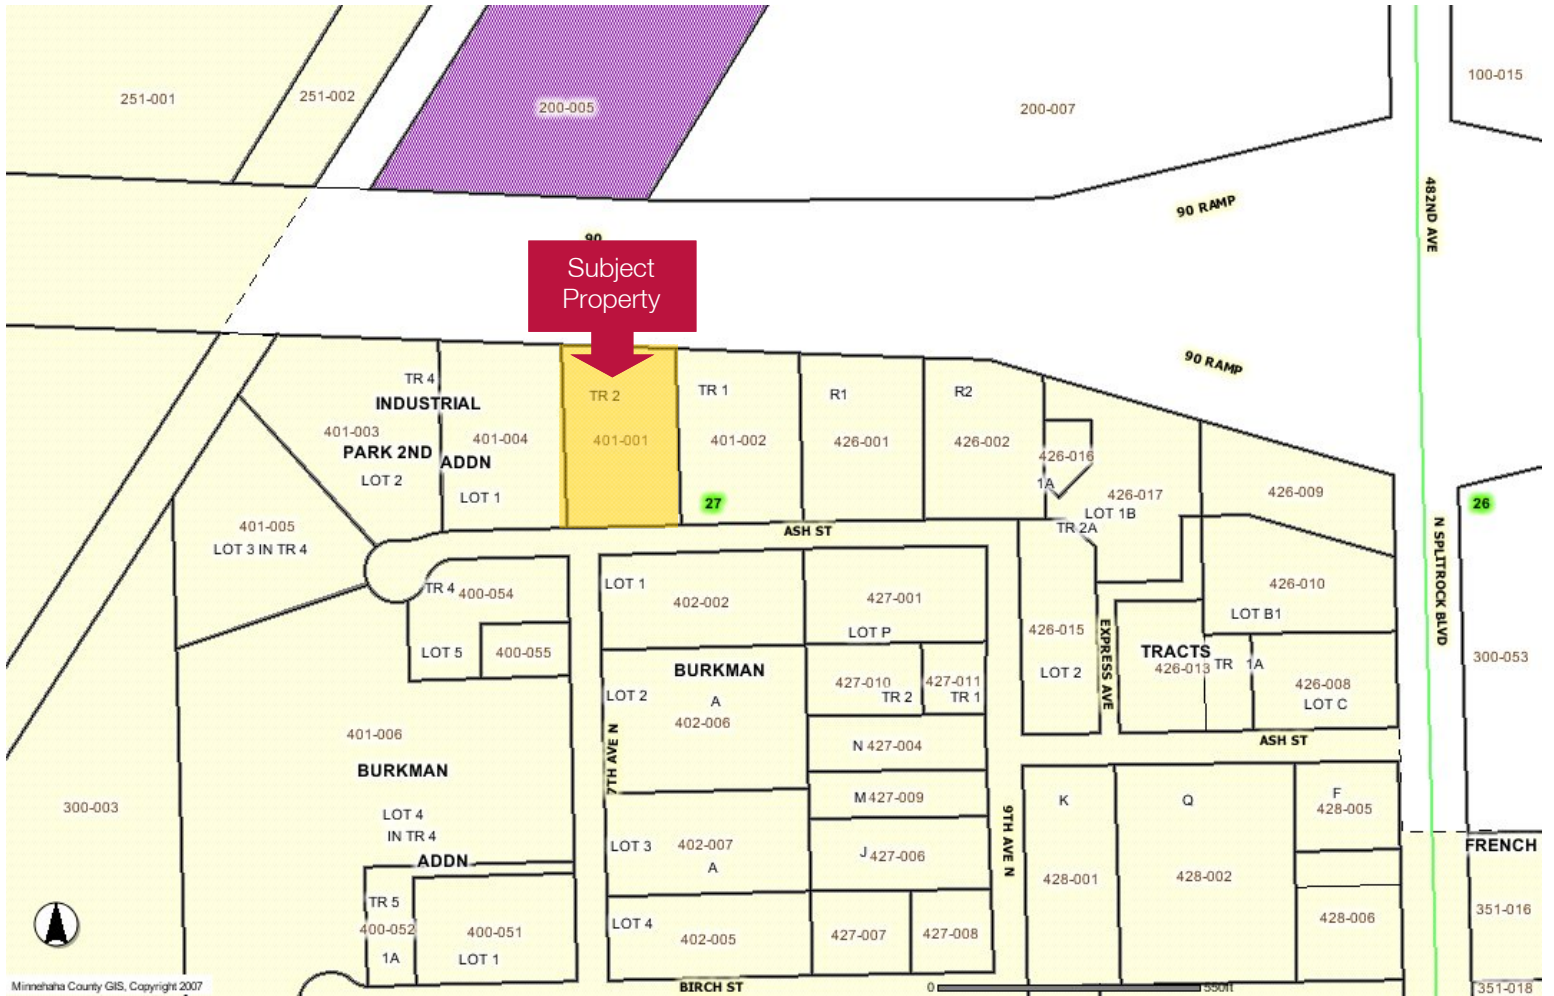 251-001
251-002
200-005
200-007
100-015
482ND AVE
90 RAMP
90
Subject
Property
90 RAMP
TR 4
INDUSTRIAL
401-003
PARK 2ND
ADDN
LOT 2
401-004
LOT 1
TR 2
401-001
TR 1
401-002
27
R1
426-001
R2
426-002
426-016
1A
426-017
LOT 1B
TR 2A
426-009
26
401-005
LOT 3 IN TR 4
ASH ST
N SPLITROCK BLVD
TR 4
400-054
LOT 5
400-055
LOT 1
402-002
427-001
LOT P
426-015
LOT 2
EXPRESS AVE
426-010
LOT B1
TRACTS
426-013
TR 1A
426-008
LOT C
300-053
BURKMAN
LOT 2
A
402-006
427-010
TR 2
427-011
TR 1
N 427-004
ASH ST
401-006
BURKMAN
7TH AVE N
M 427-009
300-003
LOT 4
IN TR 4
ADDN
LOT 3
402-007
A
J 427-006
9TH AVE N
K
Q
F
428-005
FRENCH
428-001
428-002
TR 5
400-052
1A
400-051
LOT 1
LOT 4
402-005
427-007
427-008
428-006
351-016
Minnehaha County GIS, Copyright 2007
BIRCH ST
0
550ft
351-018